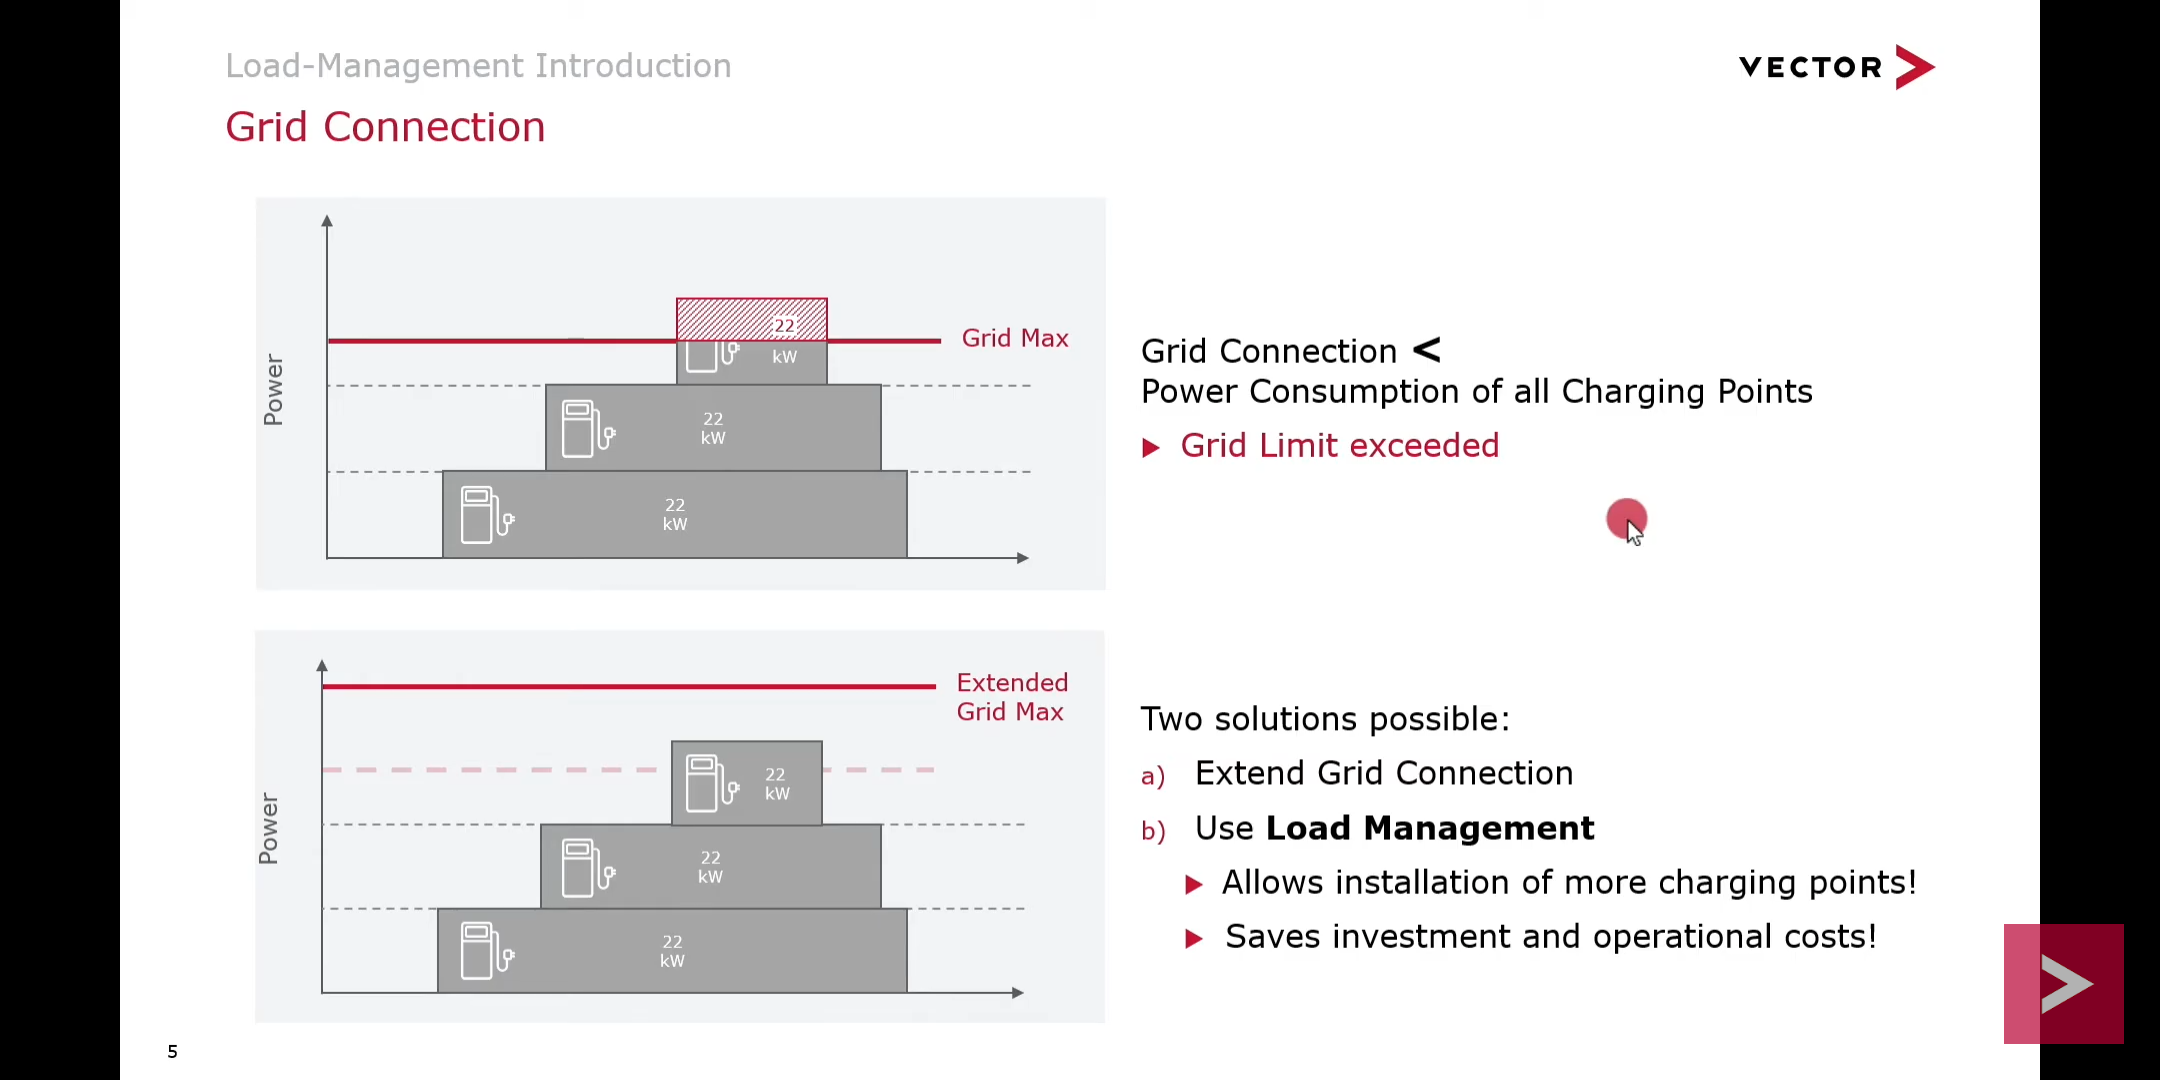 Load-Management Introduction
VECTOR
Grid Connection
Power
Grid Max
22
kW
22
kW
22
kW
Grid Connection <
Power Consumption of all Charging Points
Grid Limit exceeded
Power
Extended
Grid Max
22
kW
22
kW
22
kW
Two solutions possible:
a) Extend Grid Connection
b) Use Load Management
Allows installation of more charging points!
Saves investment and operational costs!
5